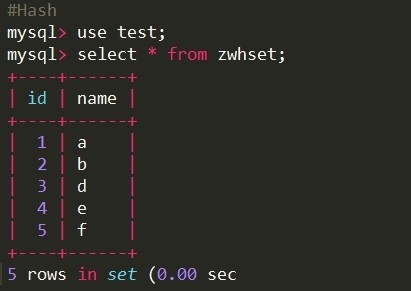 #Hash
mysql> use test;
mysql> select * from zwhset;
+----+------+
| id | name |
+----+------+
|  1 | a    |
|  2 | b    |
|  3 | d    |
|  4 | e    |
|  5 | f    |
+----+------+
5 rows in set (0.00 sec